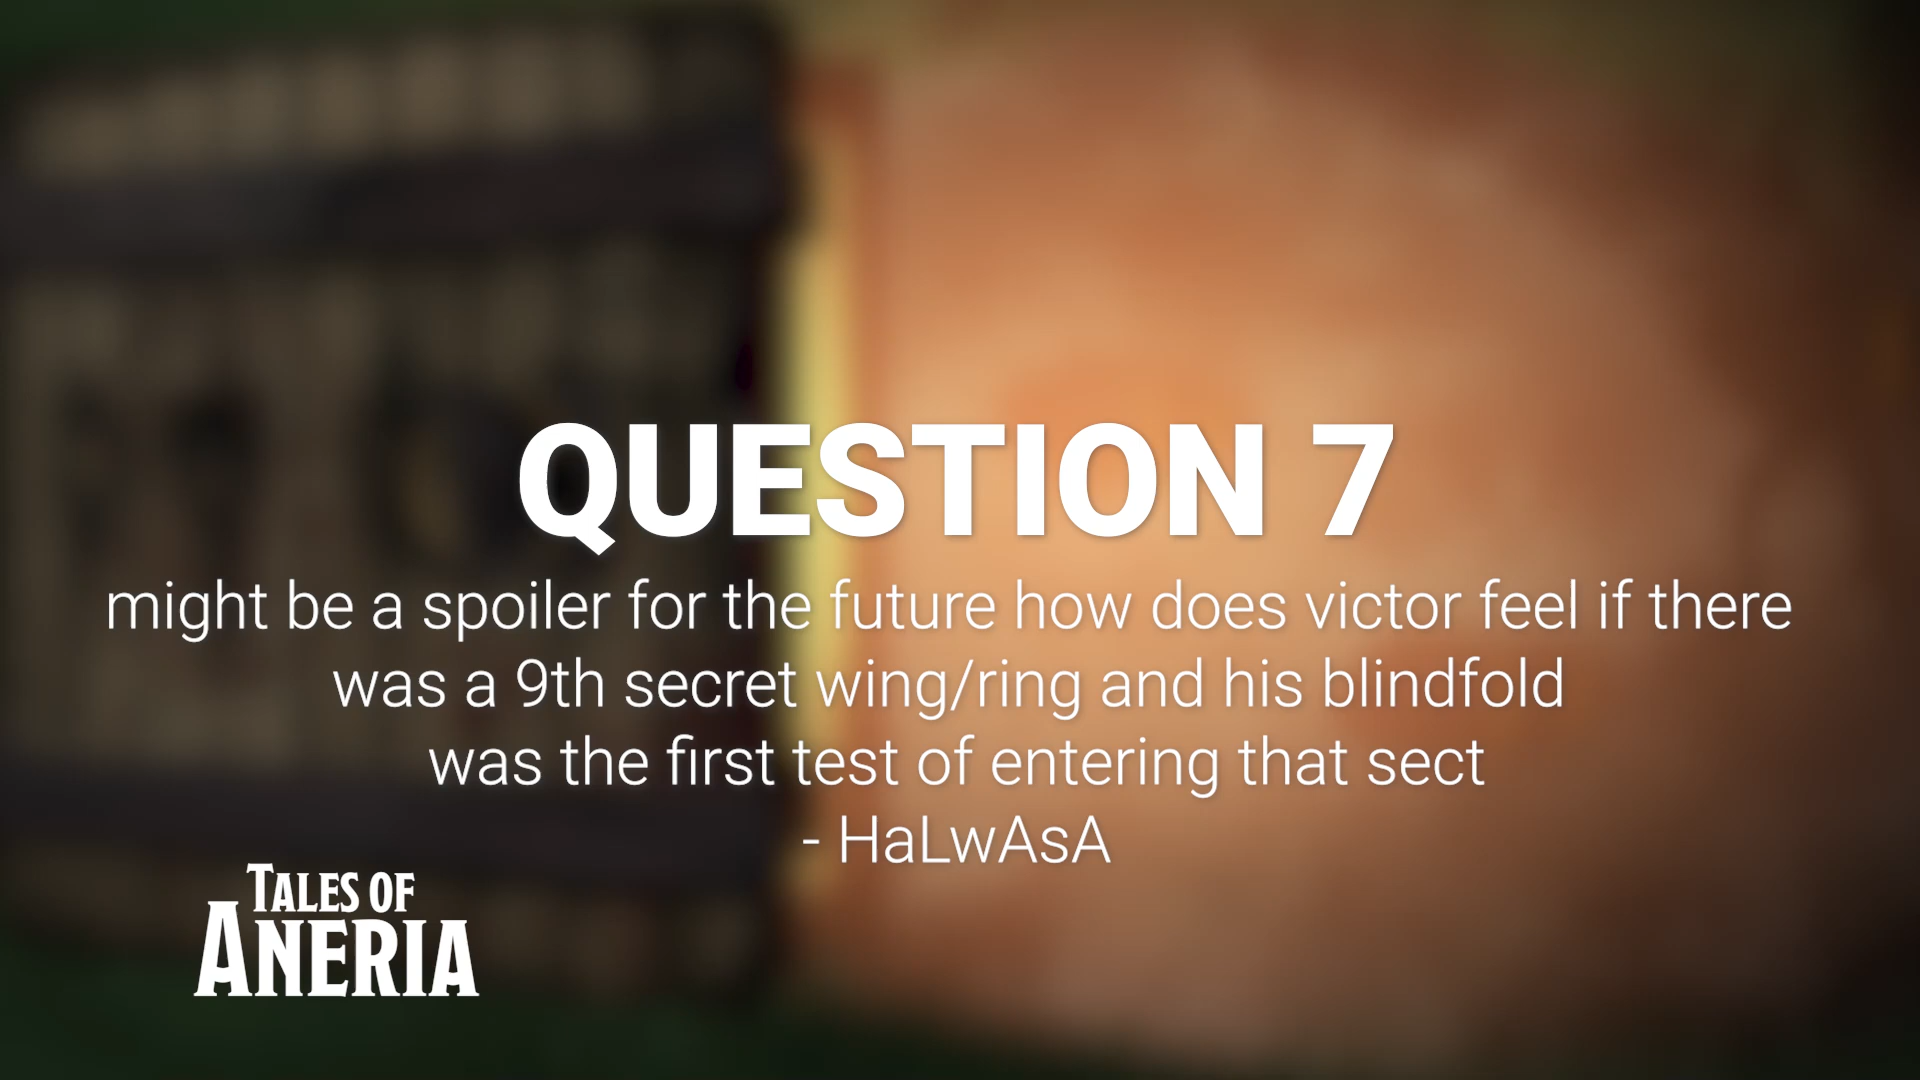 QUESTION 7
might be a spoiler for the future how does victor feel if there
was a 9th secret wing/ring and his blindfold
was the first test of entering that sect
- HaLwAsA
TALES OF
ANERIA